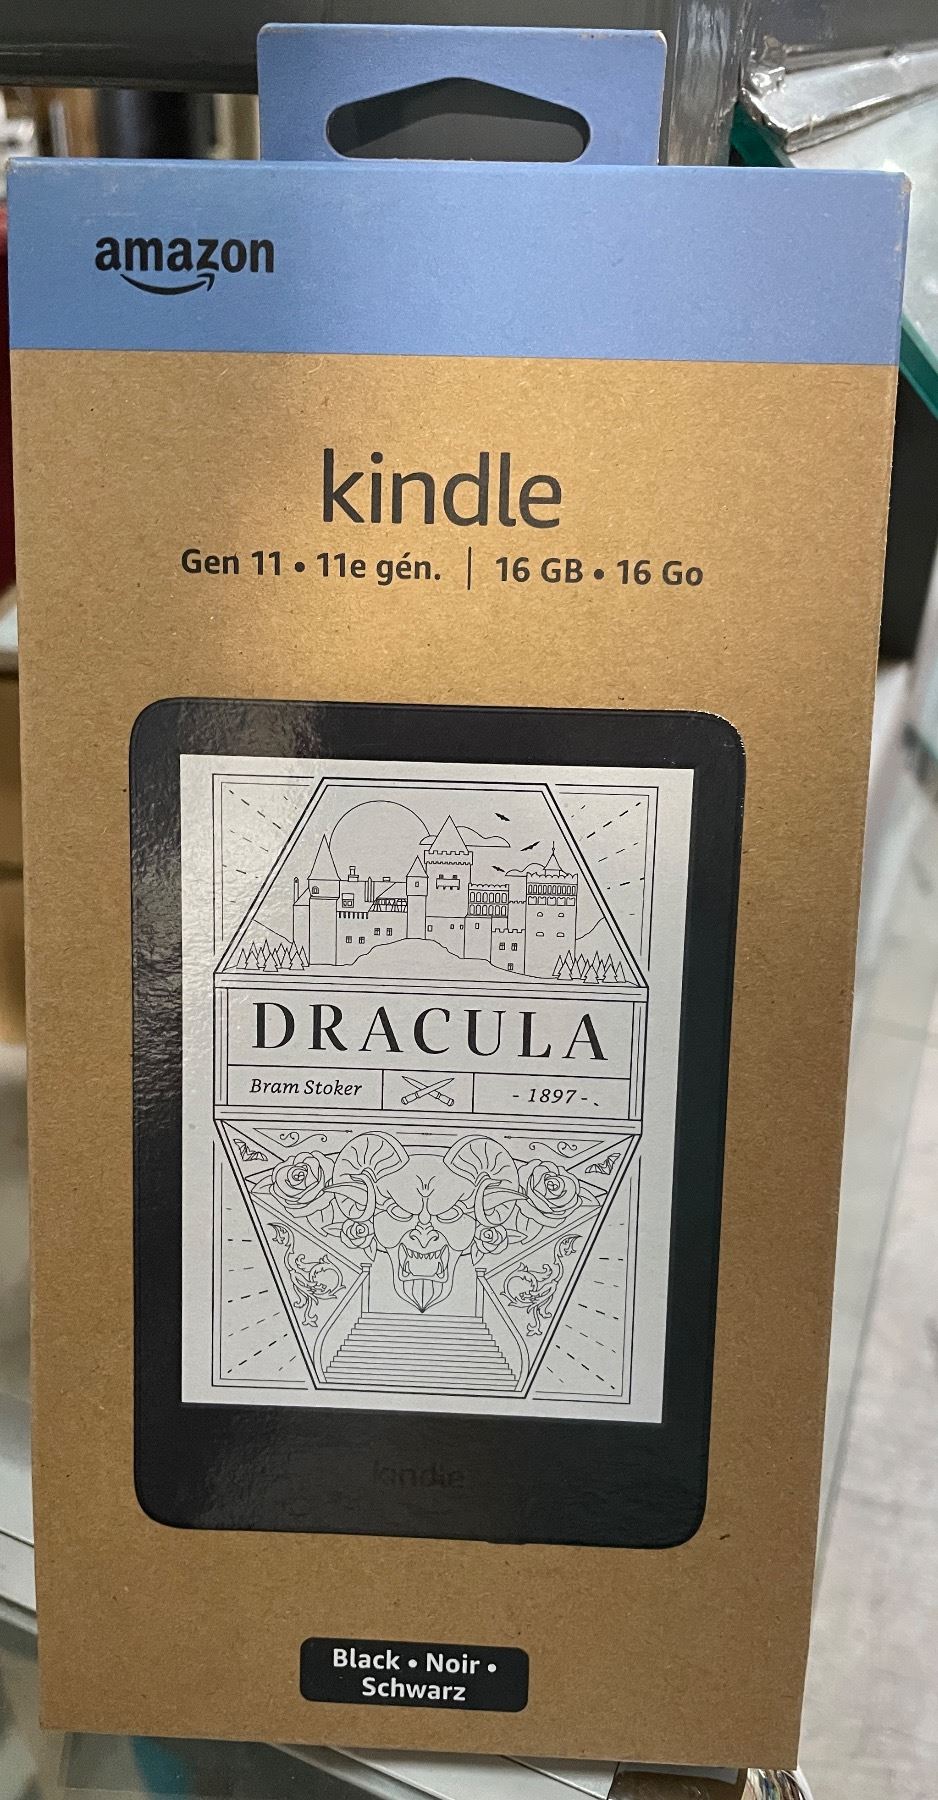 amazon
kindle
Gen 11 • 11e gén. | 16 GB • 16 Go
DRACULA
Bram Stoker
- 1897 -
kindle
Black • Noir •
Schwarz